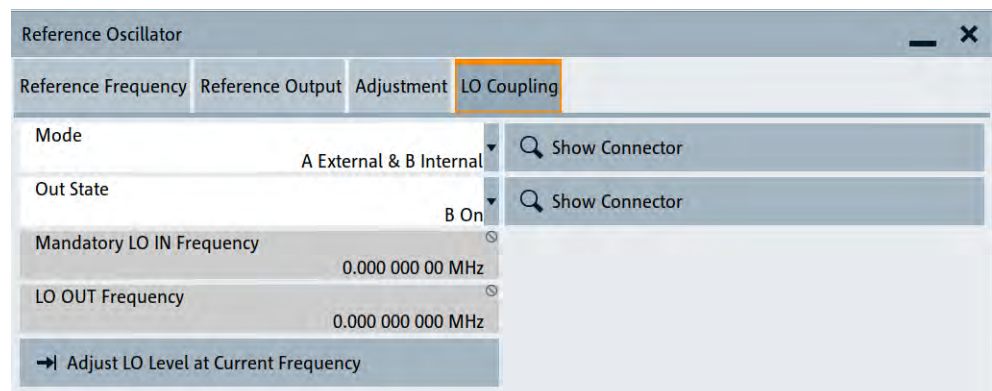 Reference Oscillator
Reference Frequency Reference Output Adjustment LO Coupling
Mode
A External & B Internal
Show Connector
Out State
B On
Show Connector
Mandatory LO IN Frequency
0.000 000 00 MHz
LO OUT Frequency
0.000 000 000 MHz
Adjust LO Level at Current Frequency